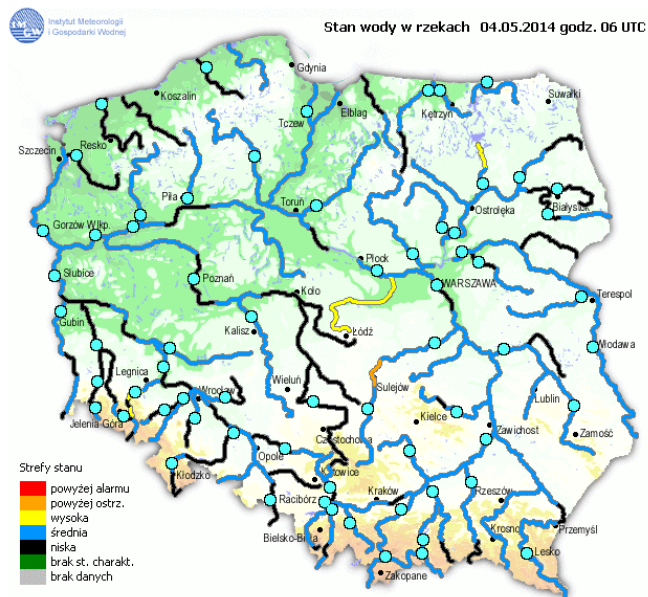 Instytut Meteorologii
i Gospodarki Wodnej
Stan wody w rzekach 04.05.2014 godz. 06 UTC
Gdynia
Koszalin
Suwałki
Tczew
Elbląg
Kętrzyn
Szczecin
Resko
Piła
Toruń
Ostrołęka
Białystok
Gorzów Wlkp.
Płock
Słubice
Poznań
Koło
WARSZAWA
Terespol
Gubin
Kalisz
Łódź
Włodawa
Legnica
Wrocław
Wieluń
Sulejów
Lublin
Jelenia Góra
Kielce
Zawichost
Zamość
Częstochowa
Opole
Kłodzko
Katowice
Racibórz
Kraków
Rzeszów
Bielsko-Biała
Krosno
Przemyśl
Lesko
Zakopane
Strefy stanu
powyżej alarmu
powyżej ostrz.
wysoka
średnia
niska
brak st. charakt.
brak danych